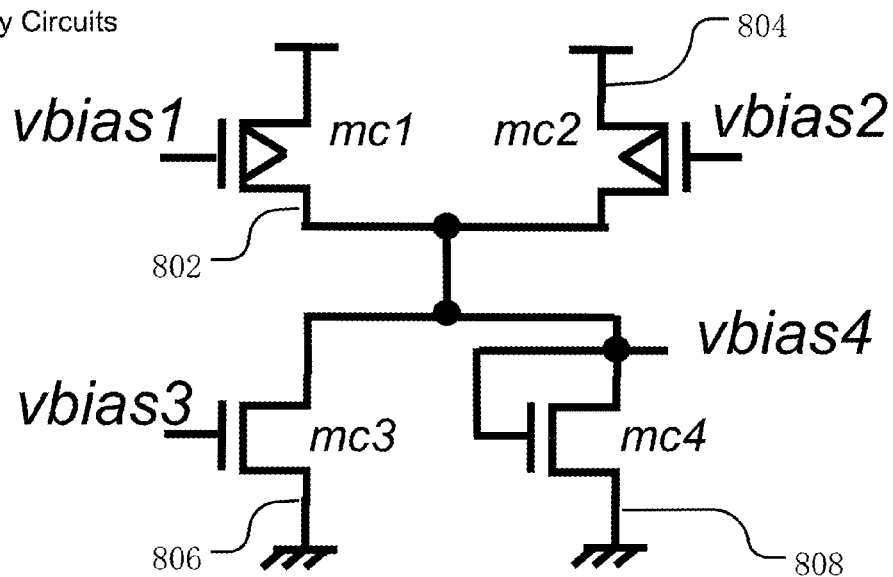 y Circuits
804
vbias1
mc1
mc2
vbias2
802
vbias4
vbias3
mc3
mc4
806
808